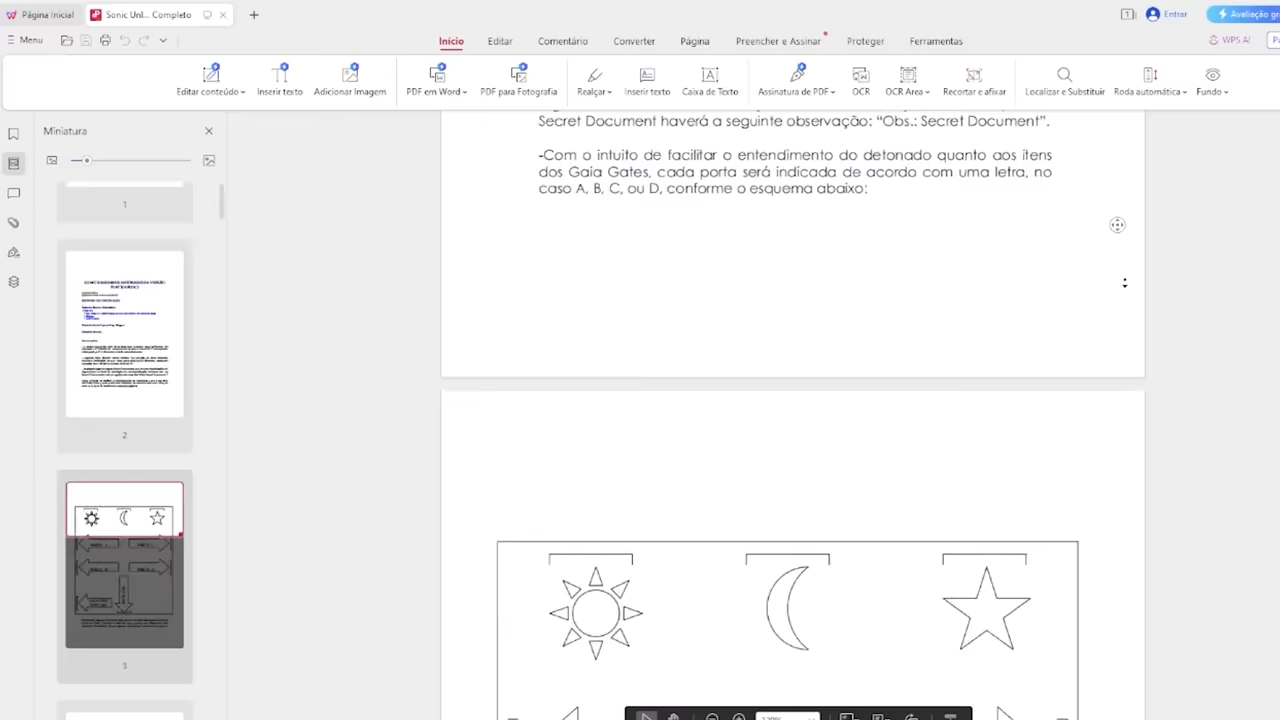 Página Inicial
Sonic Unl... Completo
1
Entrar
Avaliação gra
Menu
Início
Editar
Comentário
Converter
Página
Preencher e Assinar
Proteger
Ferramentas
WPS AI
Editar conteúdo
Inserir texto
Adicionar Imagem
PDF em Word
PDF para Fotografia
Realçar
Inserir texto
Caixa de Texto
Assinatura de PDF
OCR
OCR Área
Recortar e afixar
Localizar e Substituir
Roda automática
Fundo
Miniatura
1
2
3
Secret Document haverá a seguinte observação: “Obs.: Secret Document”.
-Com o intuito de facilitar o entendimento do detonado quanto aos itens
dos Gaia Gates, cada porta será indicada de acordo com uma letra, no
caso A, B, C, ou D, conforme o esquema abaixo: